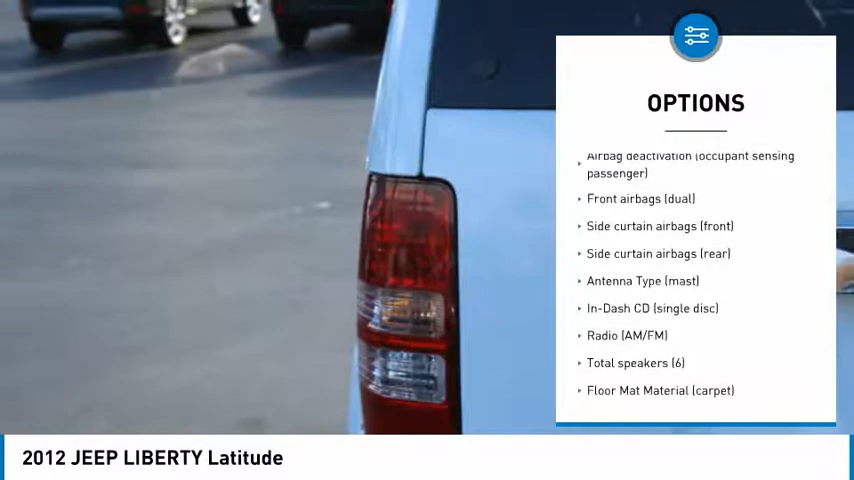 OPTIONS
Airbag deactivation (occupant sensing
passenger)
Front airbags (dual)
Side curtain airbags (front)
Side curtain airbags (rear)
Antenna Type (mast)
In-Dash CD (single disc)
Radio (AM/FM)
Total speakers (6)
Floor Mat Material (carpet)
2012 JEEP LIBERTY Latitude